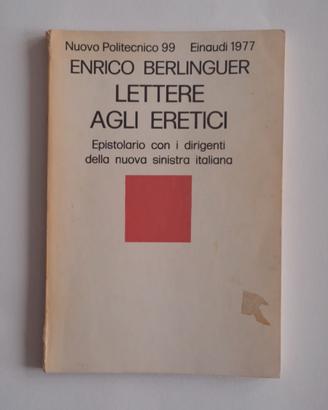 Nuovo Politecnico 99 Einaudi 1977
ENRICO BERLINGUER
LETTERE
AGLI ERETICI
Epistolario con i dirigenti
della nuova sinistra italiana